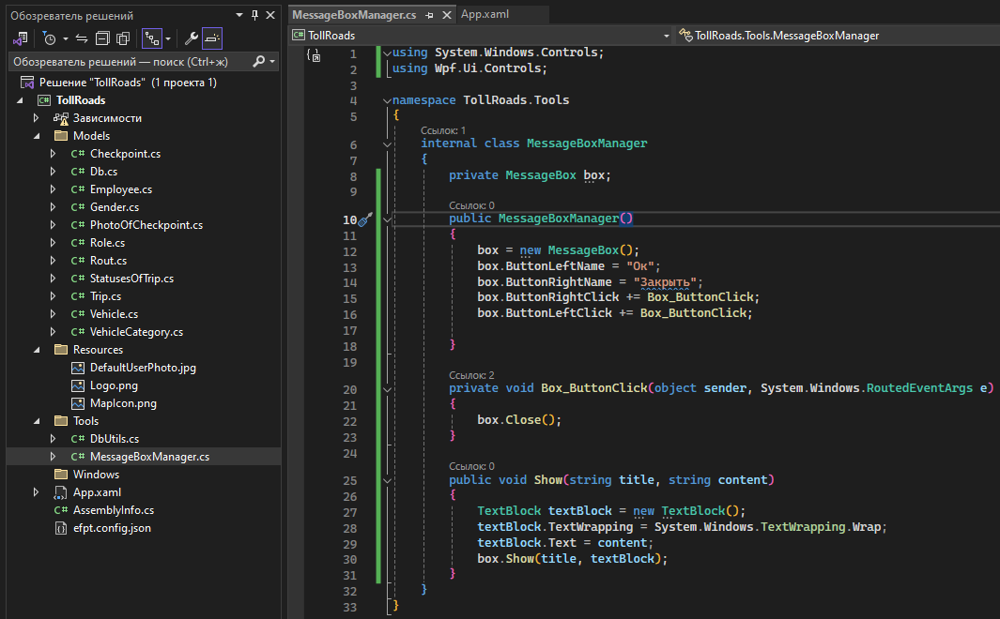 Обозреватель решений
Обозреватель решений — поиск (Ctrl+ж)
Решение "TollRoads" (1 проекта 1)
C# TollRoads
Зависимости
Models
C# Checkpoint.cs
C# Db.cs
C# Employee.cs
C# Gender.cs
C# PhotoOfCheckpoint.cs
C# Role.cs
C# Rout.cs
C# StatusesOfTrip.cs
C# Trip.cs
C# Vehicle.cs
C# VehicleCategory.cs
Resources
DefaultUserPhoto.jpg
Logo.png
MapIcon.png
Tools
C# DbUtils.cs
C# MessageBoxManager.cs
Windows
App.xaml
C# AssemblyInfo.cs
efpt.config.json
MessageBoxManager.cs
App.xaml
C# TollRoads
TollRoads.Tools.MessageBoxManager
1 using System.Windows.Controls;
2 using Wpf.Ui.Controls;
3
4 namespace TollRoads.Tools
5 {
Ссылок: 1
6 internal class MessageBoxManager
7 {
8 private MessageBox box;
9
Ссылок: 0
10 public MessageBoxManager()
11 {
12 box = new MessageBox();
13 box.ButtonLeftName = "Ок";
14 box.ButtonRightName = "Закрыть";
15 box.ButtonRightClick += Box_ButtonClick;
16 box.ButtonLeftClick += Box_ButtonClick;
17
18 }
19
Ссылок: 2
20 private void Box_ButtonClick(object sender, System.Windows.RoutedEventArgs e)
21 {
22 box.Close();
23 }
24
Ссылок: 0
25 public void Show(string title, string content)
26 {
27 TextBlock textBlock = new TextBlock();
28 textBlock.TextWrapping = System.Windows.TextWrapping.Wrap;
29 textBlock.Text = content;
30 box.Show(title, textBlock);
31 }
32 }
33 }